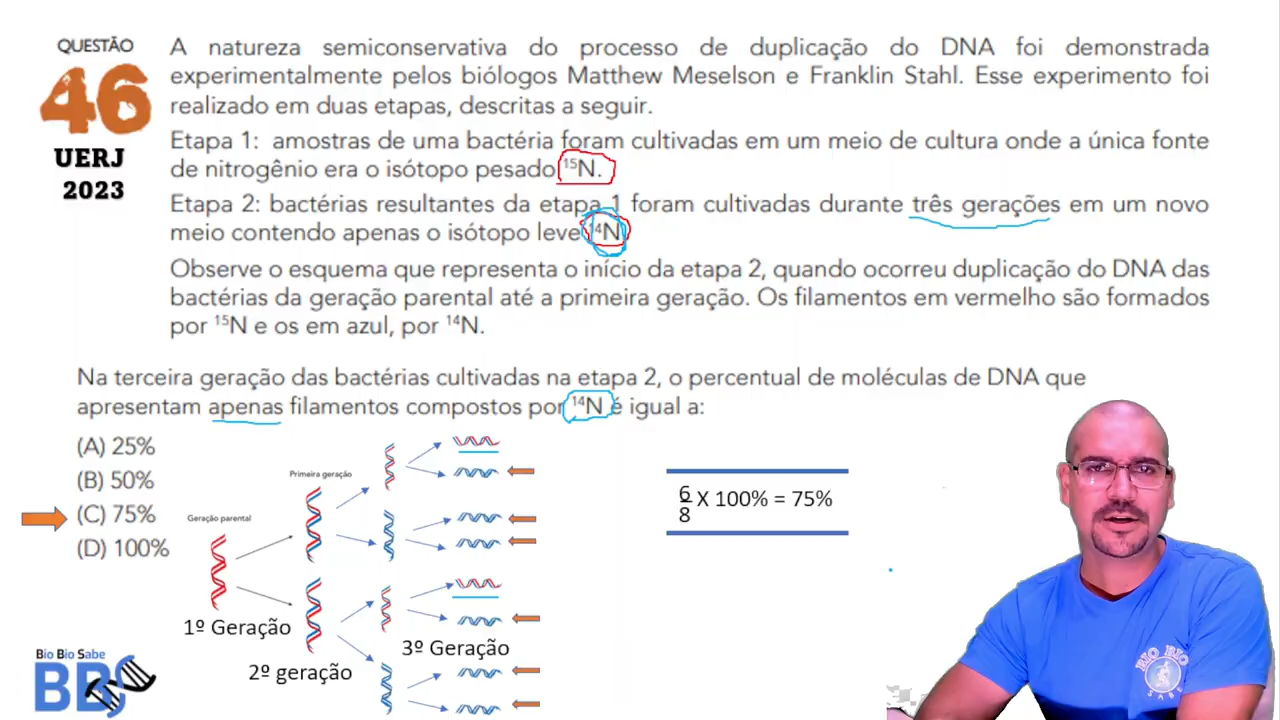 QUESTÃO
46
UERJ
2023
A natureza semiconservativa do processo de duplicação do DNA foi demonstrada
experimentalmente pelos biólogos Matthew Meselson e Franklin Stahl. Esse experimento foi
realizado em duas etapas, descritas a seguir.
Etapa 1: amostras de uma bactéria foram cultivadas em um meio de cultura onde a única fonte
de nitrogênio era o isótopo pesado ¹⁵N.
Etapa 2: bactérias resultantes da etapa 1 foram cultivadas durante três gerações em um novo
meio contendo apenas o isótopo leve ¹⁴N.
Observe o esquema que representa o início da etapa 2, quando ocorreu duplicação do DNA das
bactérias da geração parental até a primeira geração. Os filamentos em vermelho são formados
por ¹⁵N e os em azul, por ¹⁴N.
Na terceira geração das bactérias cultivadas na etapa 2, o percentual de moléculas de DNA que
apresentam apenas filamentos compostos por ¹⁴N é igual a:
(A) 25%
(B) 50%
(C) 75%
(D) 100%
Primeira geração
Geração parental
1º Geração
2º geração
3º Geração
6
8 X 100% = 75%
Bio Bio Sabe
BBS
BIO BIO
SABE